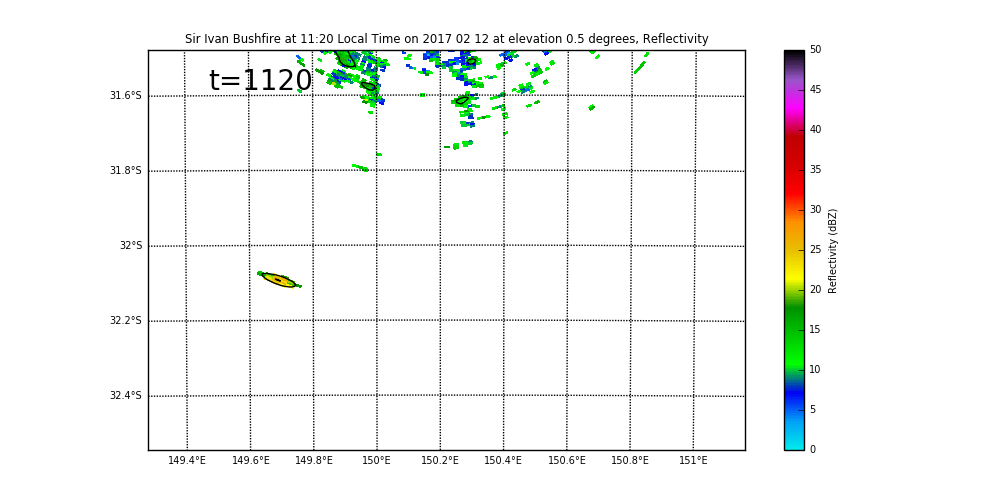 Sir Ivan Bushfire at 11:20 Local Time on 2017 02 12 at elevation 0.5 degrees, Reflectivity
t=1120
31.6°S
31.8°S
32°S
32.2°S
32.4°S
149.4°E 149.6°E 149.8°E 150°E 150.2°E 150.4°E 150.6°E 150.8°E 151°E
50
45
40
35
30
25
20
15
10
5
0
Reflectivity (dBZ)